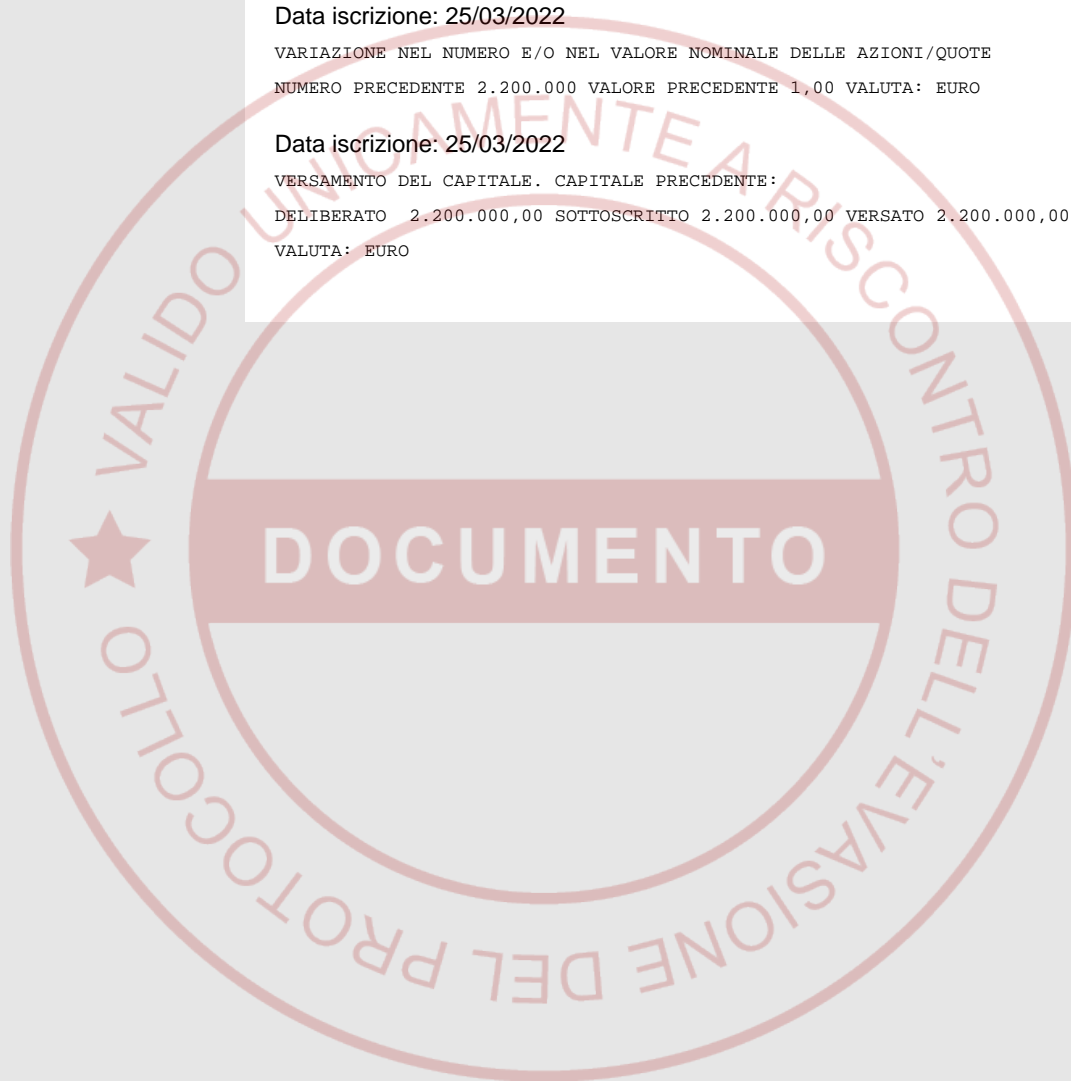 Data iscrizione: 25/03/2022
VARIAZIONE NEL NUMERO E/O NEL VALORE NOMINALE DELLE AZIONI/QUOTE
NUMERO PRECEDENTE 2.200.000 VALORE PRECEDENTE 1,00 VALUTA: EURO
Data iscrizione: 25/03/2022
VERSAMENTO DEL CAPITALE. CAPITALE PRECEDENTE:
DELIBERATO 2.200.000,00 SOTTOSCRITTO 2.200.000,00 VERSATO 2.200.000,00
VALUTA: EURO
VALIDO UNICAMENTE A RISCONTRO DELL'EVASIONE DEL PROTOCOLLO
DOCUMENTO